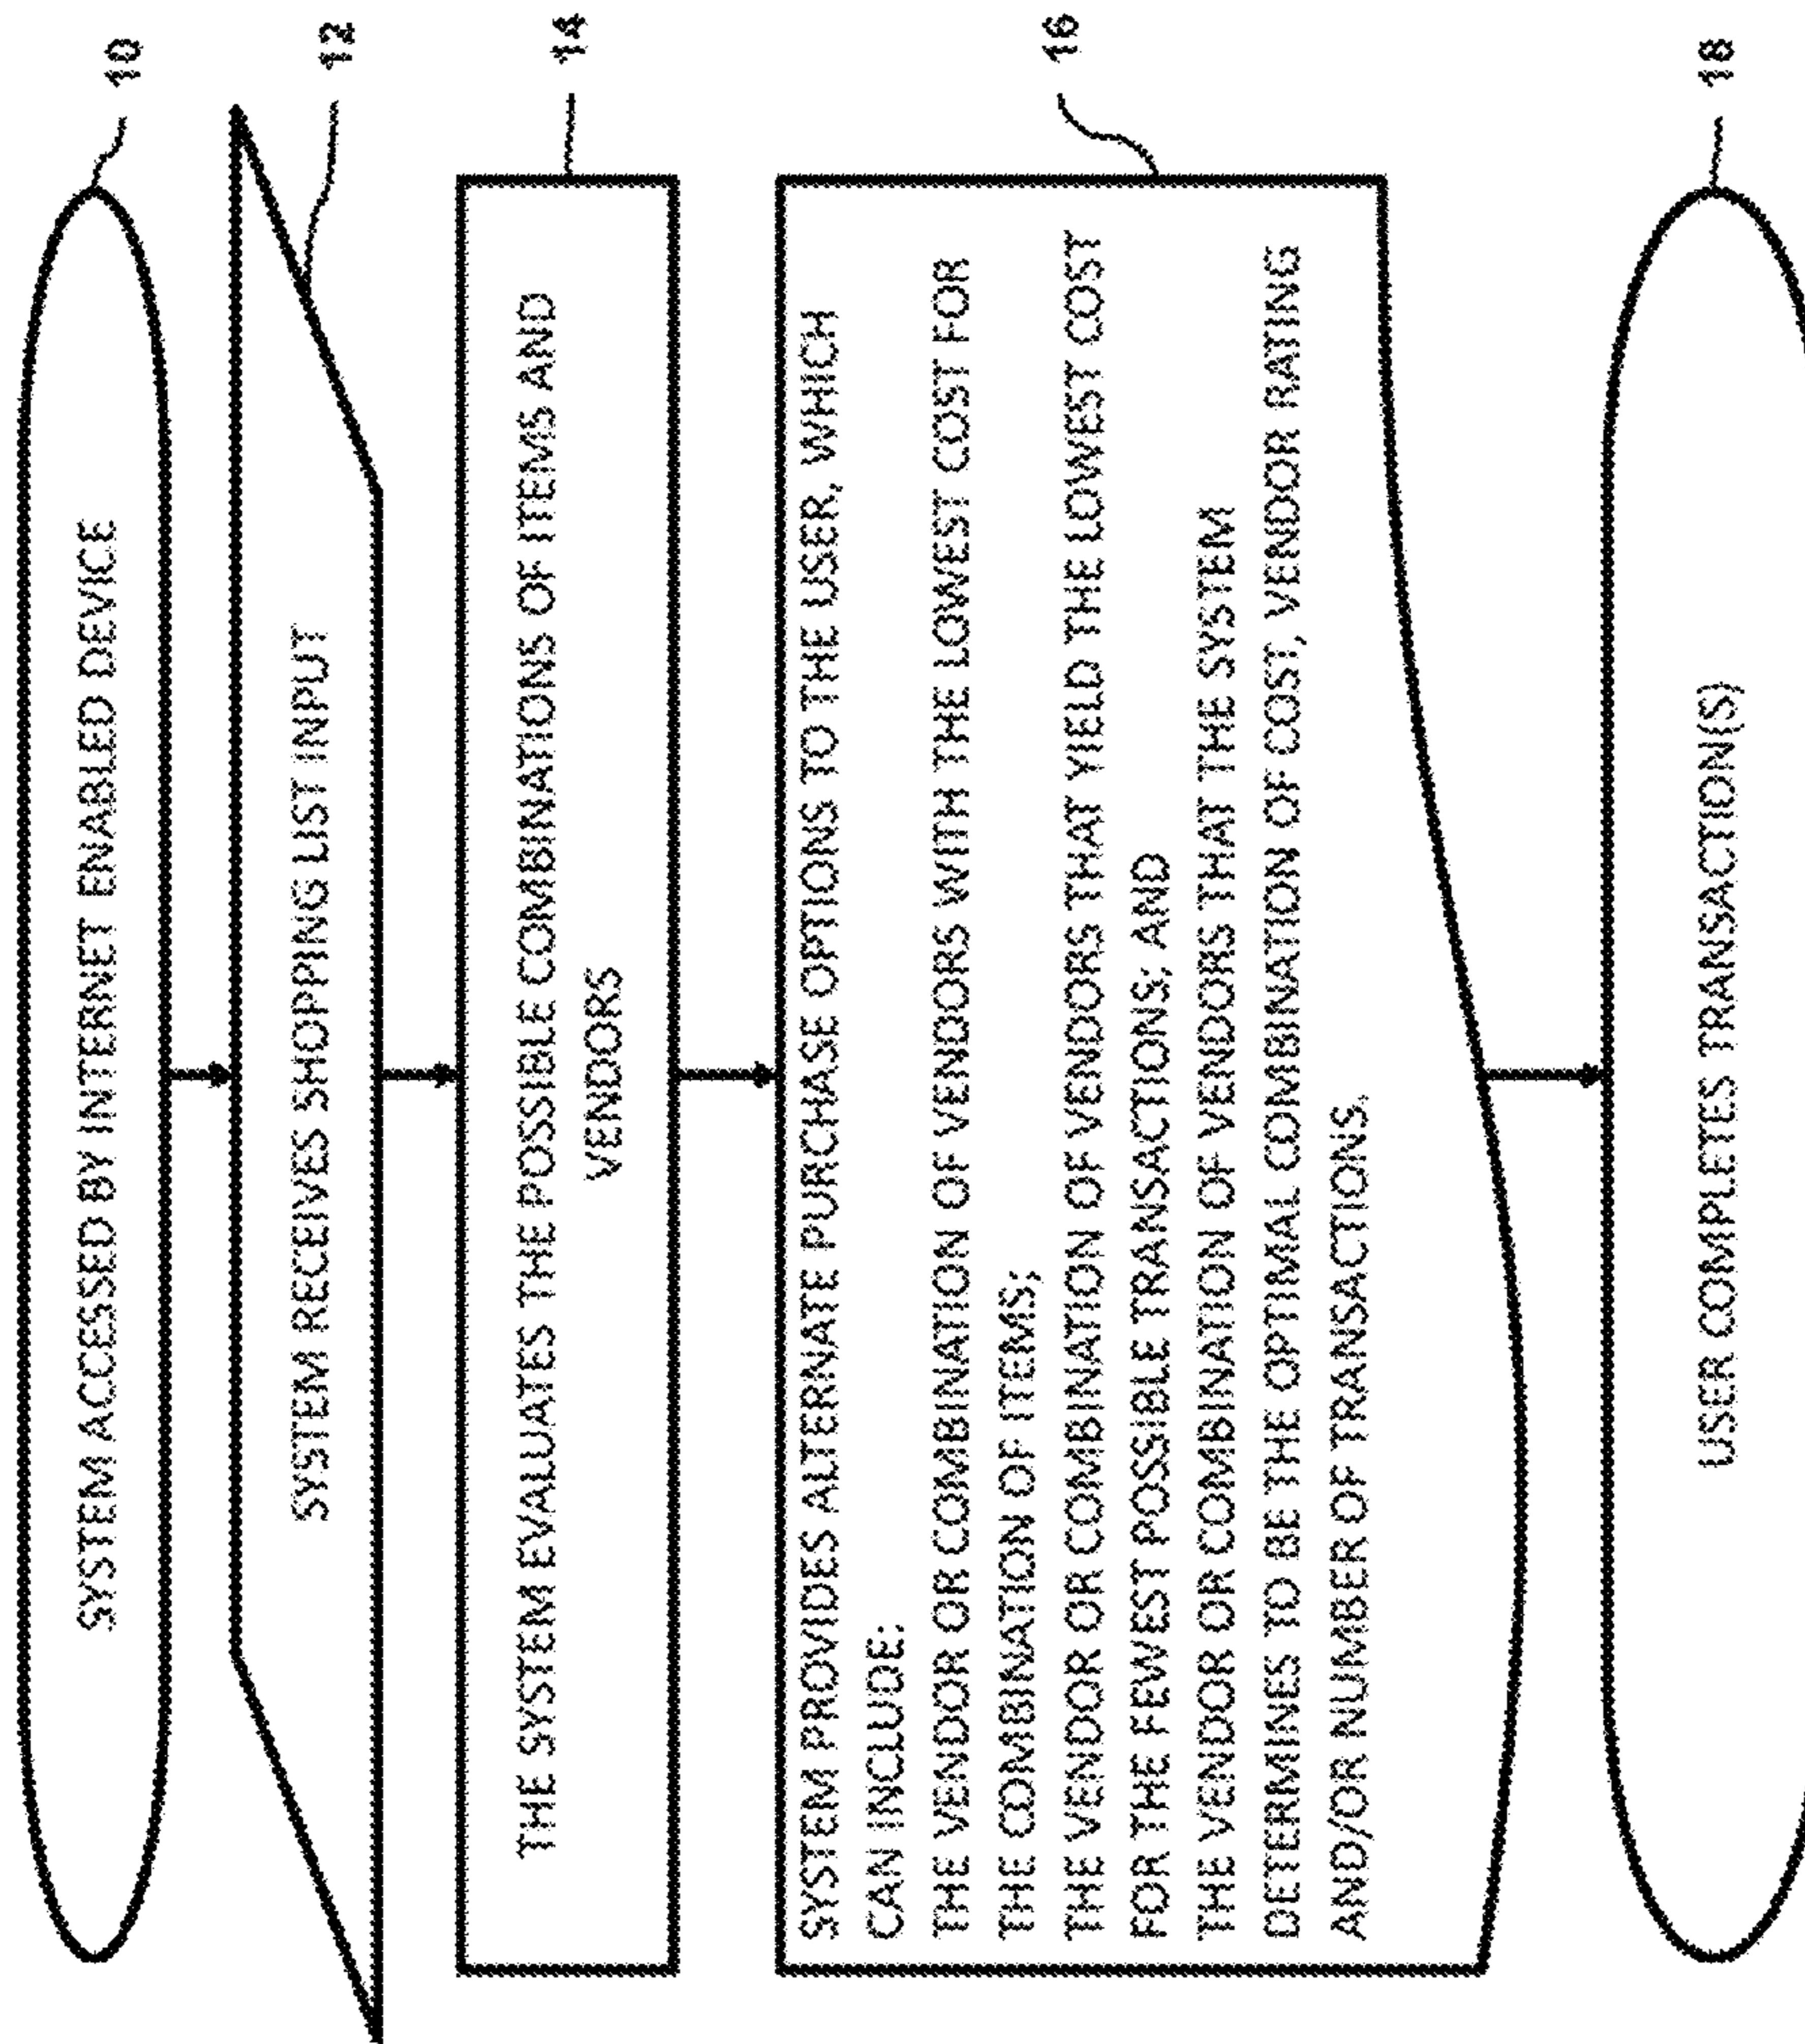 SYSTEM ACCESSED BY INTERNET ENABLED DEVICE
10
SYSTEM RECEIVES SHOPPING LIST INPUT
12
THE SYSTEM EVALUATES THE POSSIBLE COMBINATIONS OF ITEMS AND
VENDORS
14
SYSTEM PROVIDES ALTERNATE PURCHASE OPTIONS TO THE USER, WHICH
CAN INCLUDE:
THE VENDOR OR COMBINATION OF VENDORS WITH THE LOWEST COST FOR
THE COMBINATION OF ITEMS;
THE VENDOR OR COMBINATION OF VENDORS THAT YIELD THE LOWEST COST
FOR THE FEWEST POSSIBLE TRANSACTIONS; AND
THE VENDOR OR COMBINATION OF VENDORS THAT THE SYSTEM
DETERMINES TO BE THE OPTIMAL COMBINATION OF COST, VENDOR RATING
AND/OR NUMBER OF TRANSACTIONS.
16
USER COMPLETES TRANSACTION(S)
18